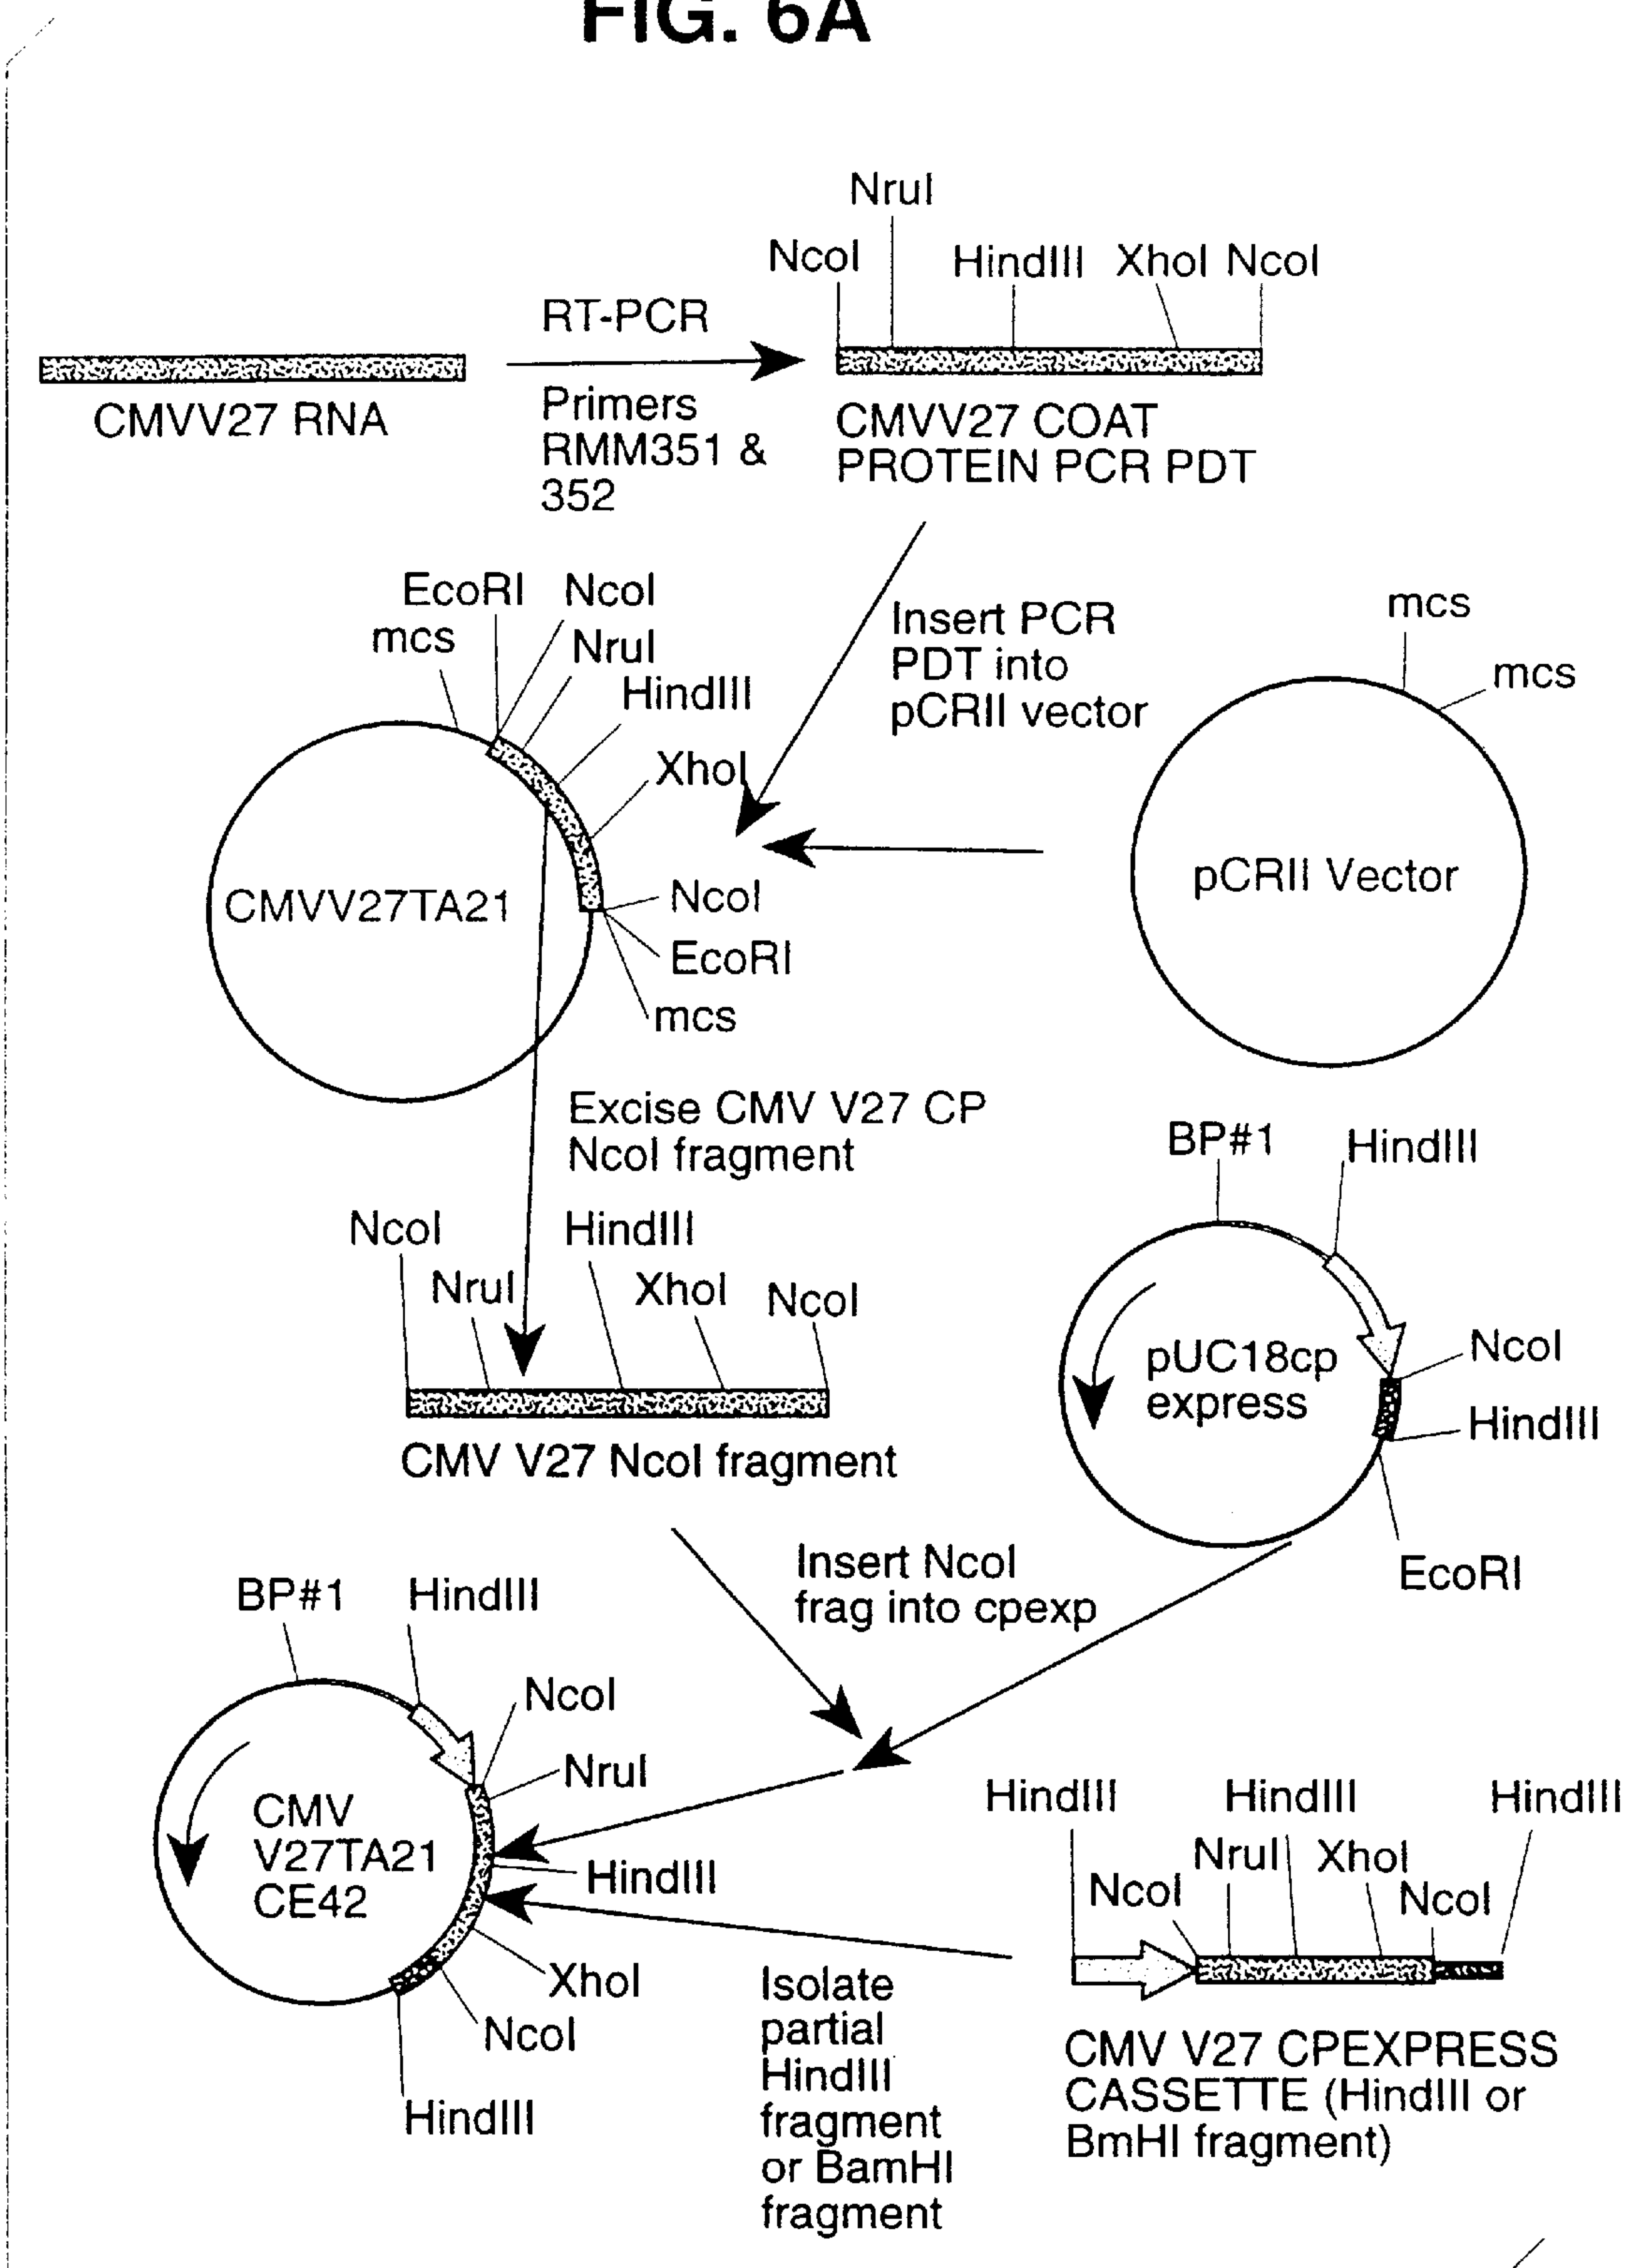 FIG. 6A
NruI
NcoI
HindIII XhoI NcoI
RT-PCR
Primers
RMM351 &
352
CMVV27 RNA
CMVV27 COAT
PROTEIN PCR PDT
EcoRI NcoI
mcs
NruI
HindIII
XhoI
Insert PCR
PDT into
pCRII vector
mcs
mcs
CMVV27TA21
pCRII Vector
NcoI
EcoRI
mcs
Excise CMV V27 CP
NcoI fragment
BP#1
HindIII
NcoI
HindIII
NruI
XhoI
NcoI
pUC18cp
express
NcoI
HindIII
EcoRI
CMV V27 NcoI fragment
Insert NcoI
frag into cpexp
BP#1
HindIII
NcoI
NruI
CMV
V27TA21
CE42
HindIII
XhoI
NcoI
HindIII
HindIII
HindIII
HindIII
NruI
XhoI
NcoI
NcoI
Isolate
partial
HindIII
fragment
or BamHI
fragment
CMV V27 CPEXPRESS
CASSETTE (HindIII or
BmHI fragment)